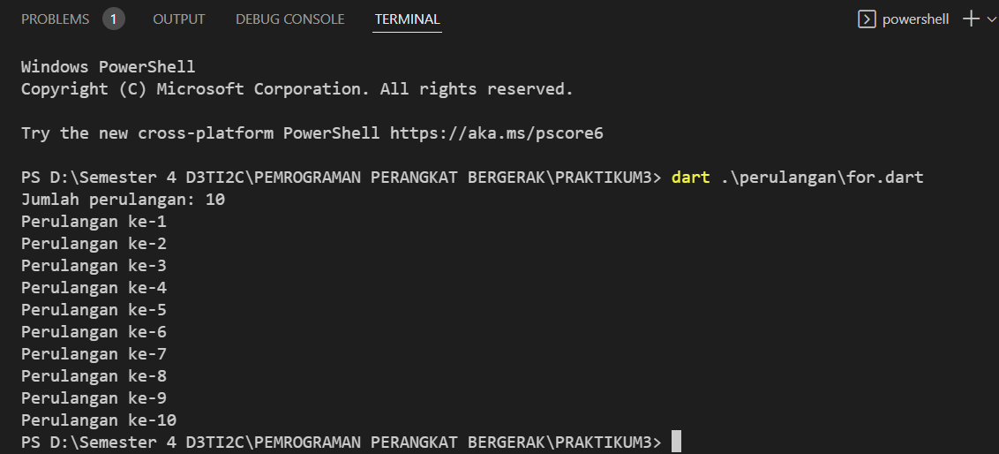 PROBLEMS 1 OUTPUT DEBUG CONSOLE TERMINAL powershell
Windows PowerShell
Copyright (C) Microsoft Corporation. All rights reserved.
Try the new cross-platform PowerShell https://aka.ms/pscore6
PS D:\Semester 4 D3TI2C\PEMROGRAMAN PERANGKAT BERGERAK\PRAKTIKUM3> dart .\perulangan\for.dart
Jumlah perulangan: 10
Perulangan ke-1
Perulangan ke-2
Perulangan ke-3
Perulangan ke-4
Perulangan ke-5
Perulangan ke-6
Perulangan ke-7
Perulangan ke-8
Perulangan ke-9
Perulangan ke-10
PS D:\Semester 4 D3TI2C\PEMROGRAMAN PERANGKAT BERGERAK\PRAKTIKUM3>